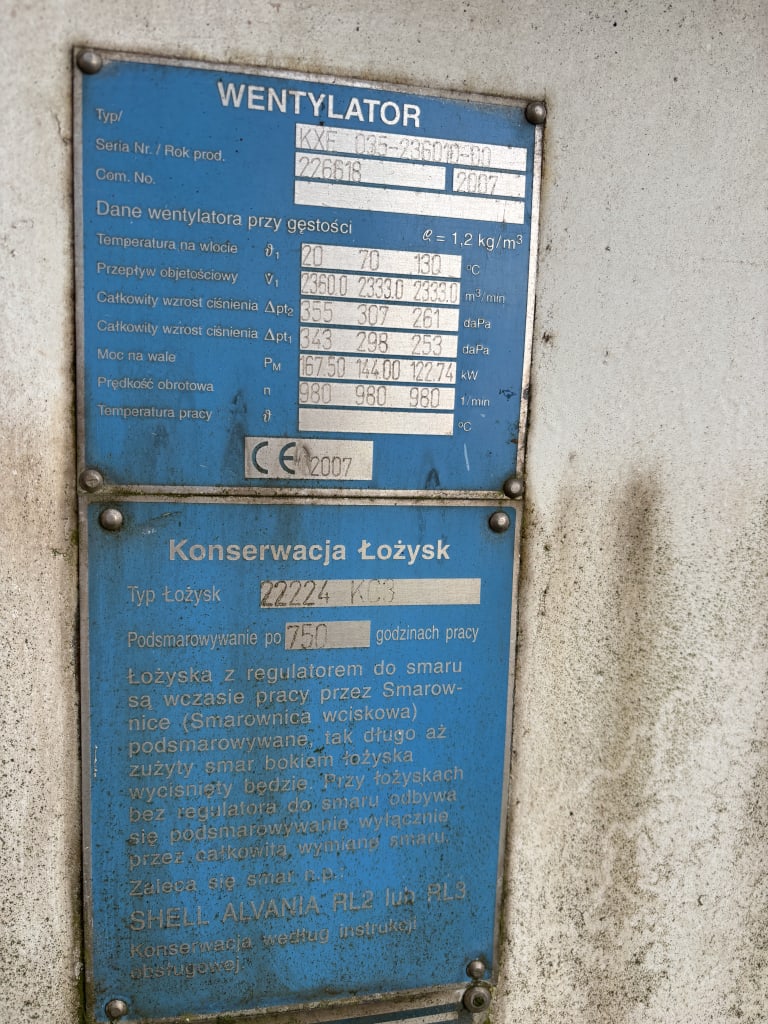 WENTYLATOR
Typ/ KXE 035-236010-00
Seria Nr. / Rok prod. 226618 2007
Com. No.
Dane wentylatora przy gęstości ϱ = 1,2 kg/m³
Temperatura na wlocie ϑ₁ 20 70 130 °C
Przepływ objętościowy V̇₁ 2360.0 2333.0 2333.0 m³/min
Całkowity wzrost ciśnienia Δpt₂ 355 307 261 daPa
Całkowity wzrost ciśnienia Δpt₁ 343 298 253 daPa
Moc na wale P_M 167.50 144.00 122.74 kW
Prędkość obrotowa n 980 980 980 1/min
Temperatura pracy ϑ °C
CE 2007
Konserwacja Łożysk
Typ Łożysk 22224 KC3
Podsmarowywanie po 750 godzinach pracy
Łożyska z regulatorem do smaru
są wczasie pracy przez Smarow-
nice (Smarownica wciskowa)
podsmarowywane, tak długo aż
zużyty smar bokiem łożyska
wyciśnięty będzie. Przy łożyskach
bez regulatora do smaru odbywa
się podsmarowywanie wyłącznie
przez całkowitą wymianę smaru.
Zaleca się smar n.p.:
SHELL ALVANIA RL2 lub RL3
Konserwacja według instrukcji
obsługowej.